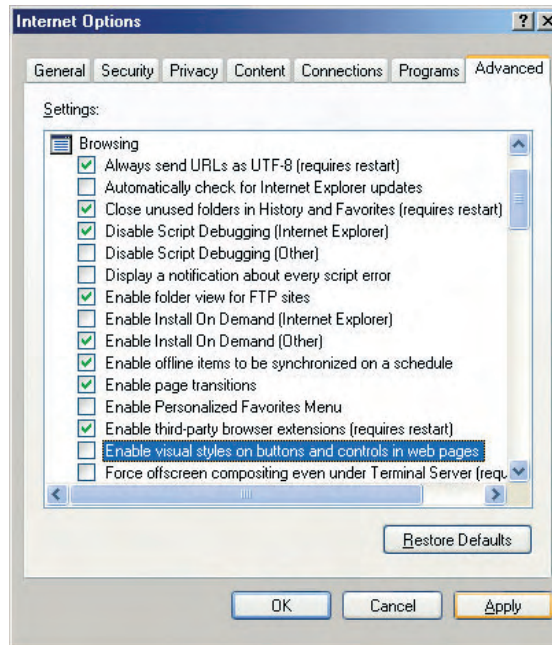 Internet Options
General Security Privacy Content Connections Programs Advanced
Settings:
Browsing
Always send URLs as UTF-8 (requires restart)
Automatically check for Internet Explorer updates
Close unused folders in History and Favorites (requires restart)
Disable Script Debugging (Internet Explorer)
Disable Script Debugging (Other)
Display a notification about every script error
Enable folder view for FTP sites
Enable Install On Demand (Internet Explorer)
Enable Install On Demand (Other)
Enable offline items to be synchronized on a schedule
Enable page transitions
Enable Personalized Favorites Menu
Enable third-party browser extensions (requires restart)
Enable visual styles on buttons and controls in web pages
Force offscreen compositing even under Terminal Server (requ
Restore Defaults
OK Cancel Apply